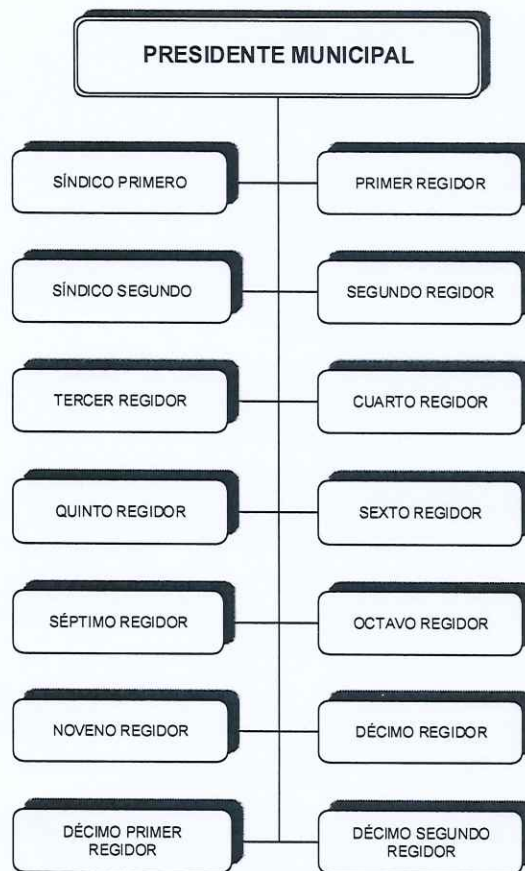 PRESIDENTE MUNICIPAL
SÍNDICO PRIMERO
PRIMER REGIDOR
SÍNDICO SEGUNDO
SEGUNDO REGIDOR
TERCER REGIDOR
CUARTO REGIDOR
QUINTO REGIDOR
SEXTO REGIDOR
SÉPTIMO REGIDOR
OCTAVO REGIDOR
NOVENO REGIDOR
DÉCIMO REGIDOR
DÉCIMO PRIMER
REGIDOR
DÉCIMO SEGUNDO
REGIDOR